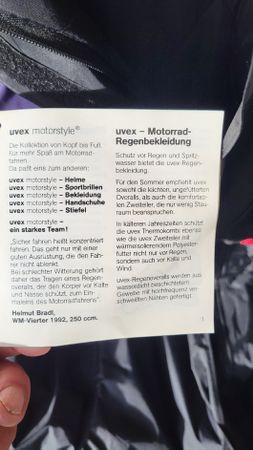 uvex motorstyle®
Die Kollektion von Kopf bis Fuß.
Für mehr Spaß am Motorrad-
fahren.
Da paßt eins zum anderen:
uvex motorstyle – Helme
uvex motorstyle – Sportbrillen
uvex motorstyle – Bekleidung
uvex motorstyle – Handschuhe
uvex motorstyle – Stiefel
uvex motorstyle –
ein starkes Team!
„Sicher fahren heißt konzentriert
fahren. Das geht nur mit einer
guten Ausrüstung, die den Fah-
rer nicht ablenkt.
Bei schlechter Witterung gehört
daher das Tragen eines Regen-
overalls, der den Körper vor Kälte
und Nässe schützt, zum Ein-
maleins des Motorradfahrens“
Helmut Bradl,
WM-Vierter 1992, 250 ccm.
uvex – Motorrad-
Regenbekleidung
Schutz vor Regen und Spritz-
wasser bietet die uvex Regen-
bekleidung.
Für den Sommer empfiehlt uvex
sowohl die leichten, ungefütterten
Overalls, als auch die komfortab-
len Zweiteiler, die nur wenig Stau-
raum beanspruchen.
In kälteren Jahreszeiten schützt
die uvex Thermokombi ebenso
wie die uvex Zweiteiler mit
wärmeisolierendem Polyester-
futter nicht nur vor Regen,
sondern auch vor Kälte und
Wind.
uvex-Regenoveralls werden aus
wasserdicht beschichtetem
Gewebe mit hochfrequenz ver-
schweißten Nähten gefertigt.
1